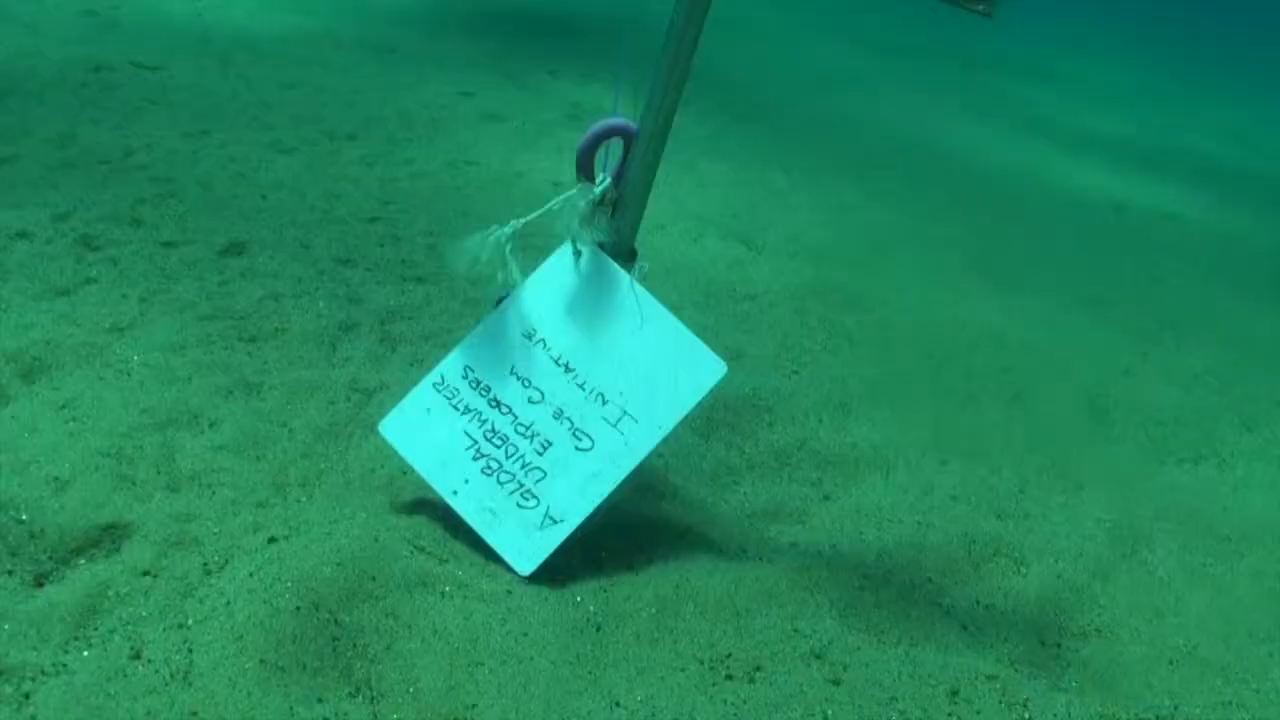 A GLOBAL
UNDERWATER
EXPLORERS
GUE.COM
INITIATIVE